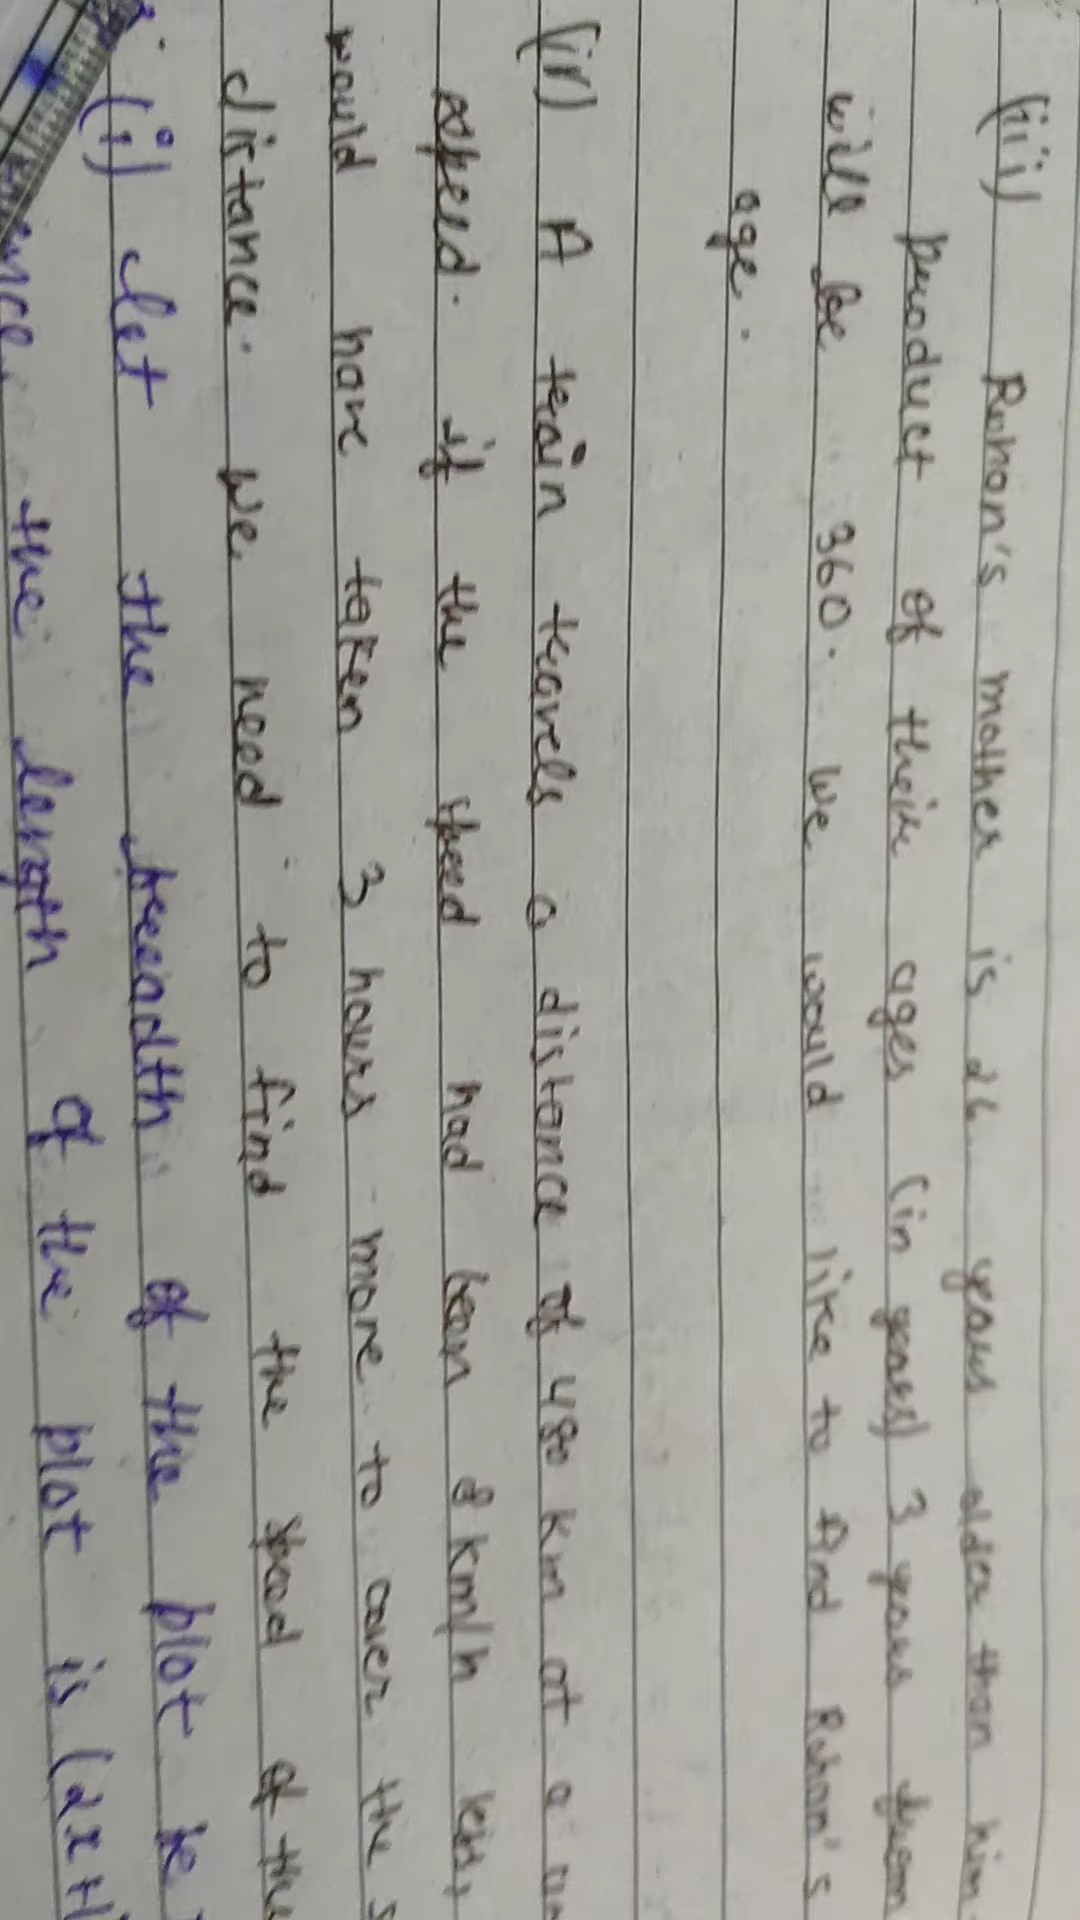 (iii) Rohan's mother is 26 years older than him
product of their ages (in years) 3 years from
will be 360. We would like to find Rohan's
age.
(iv) A train travels a distance of 480 km at a
speed. if the speed had been 8 km/h less,
would have taken 3 hours more to cover the
distance. We need to find the speed of the
(i) Let the breadth of the plot be
the length of the plot is (2x+1